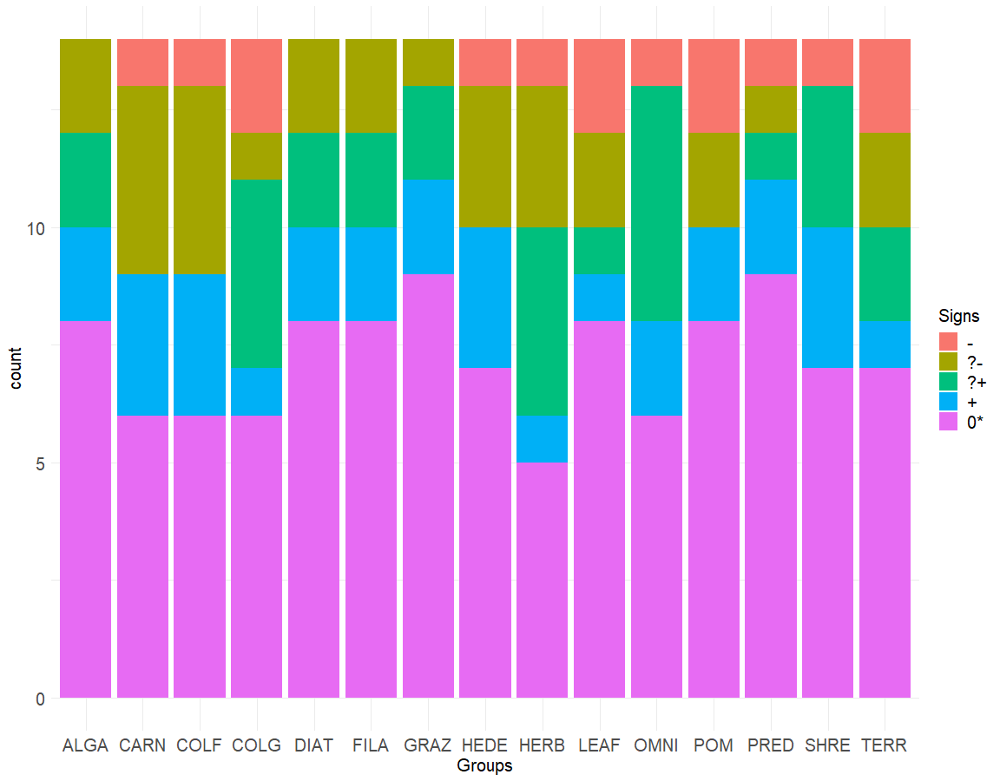 count
10
5
0
ALGA CARN COLF COLG DIAT FILA GRAZ HEDE HERB LEAF OMNI POM PRED SHRE TERR
Groups
Signs
-
?-
?+
+
0*